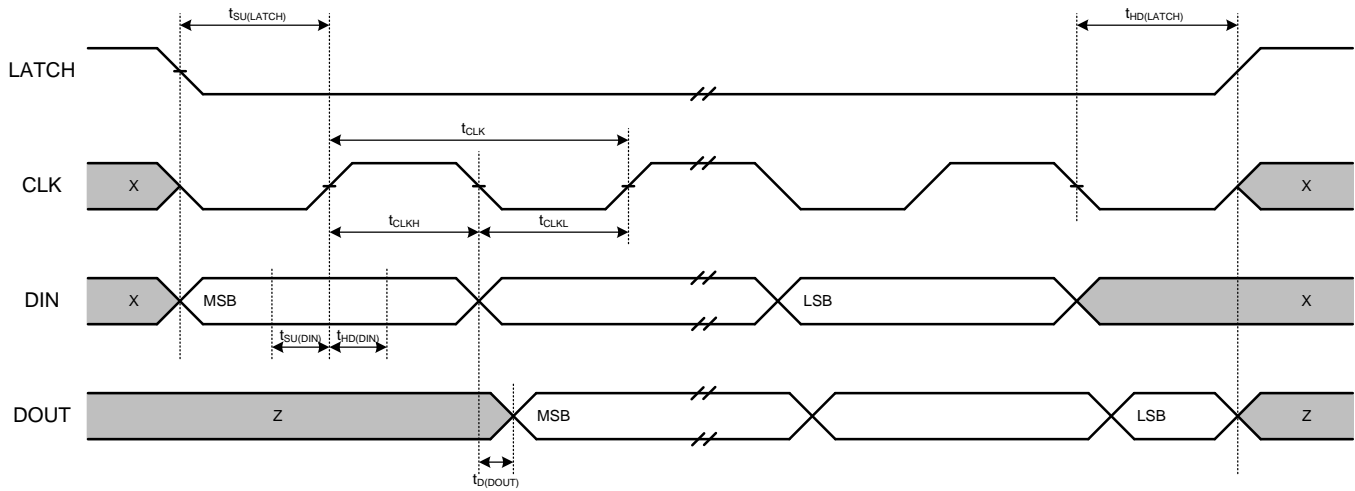 tSU(LATCH)
tHD(LATCH)
LATCH
tCLK
CLK
X
X
tCLKH
tCLKL
DIN
X
MSB
LSB
X
tSU(DIN)
tHD(DIN)
DOUT
Z
MSB
LSB
Z
tD(DOUT)